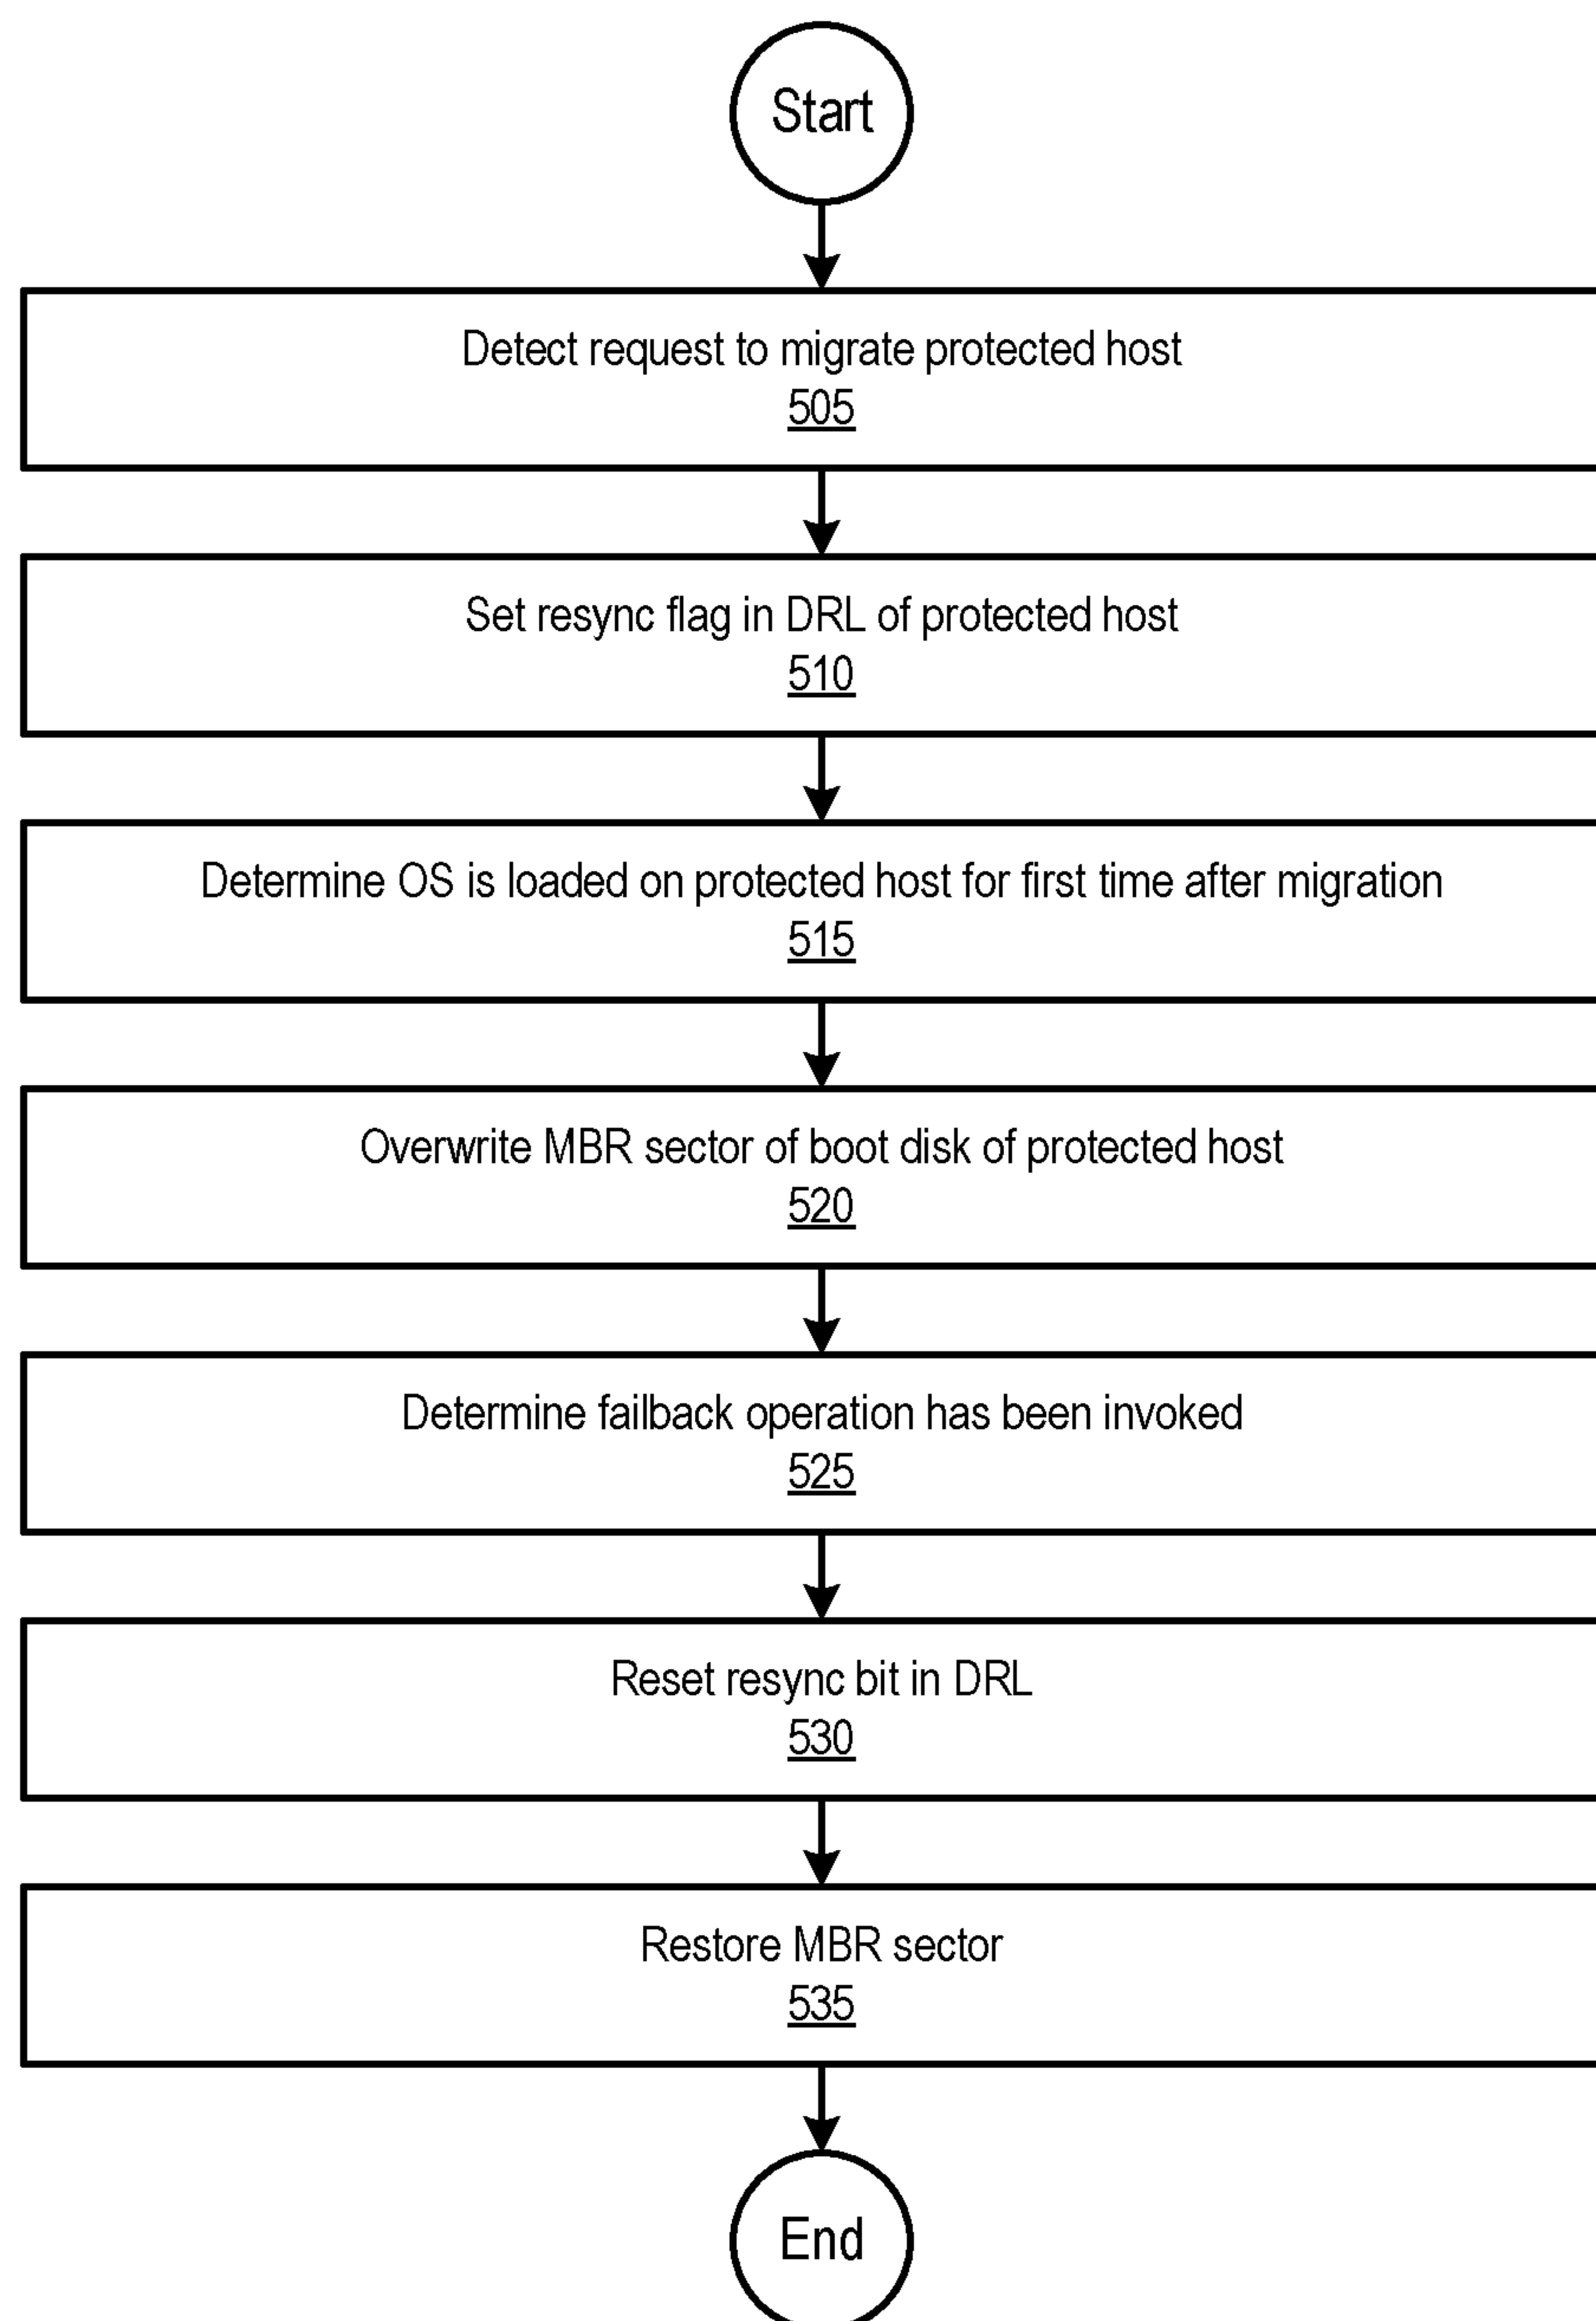 Start
Detect request to migrate protected host
505
Set resync flag in DRL of protected host
510
Determine OS is loaded on protected host for first time after migration
515
Overwrite MBR sector of boot disk of protected host
520
Determine failback operation has been invoked
525
Reset resync bit in DRL
530
Restore MBR sector
535
End